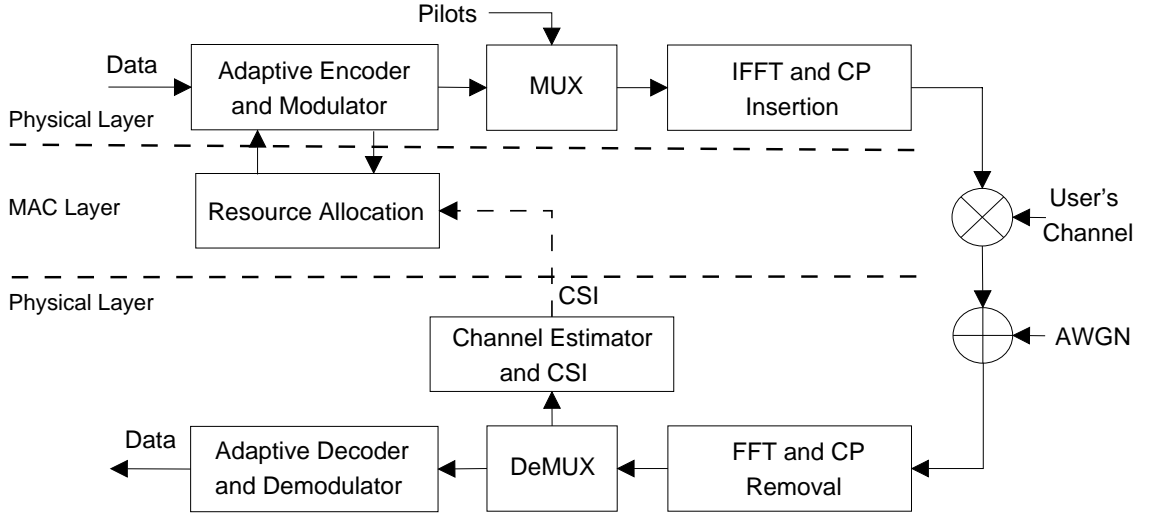 Pilots
Data
Adaptive Encoder
and Modulator
MUX
IFFT and CP
Insertion
Physical Layer
MAC Layer
Resource Allocation
User's
Channel
Physical Layer
CSI
Channel Estimator
and CSI
AWGN
Data
Adaptive Decoder
and Demodulator
DeMUX
FFT and CP
Removal